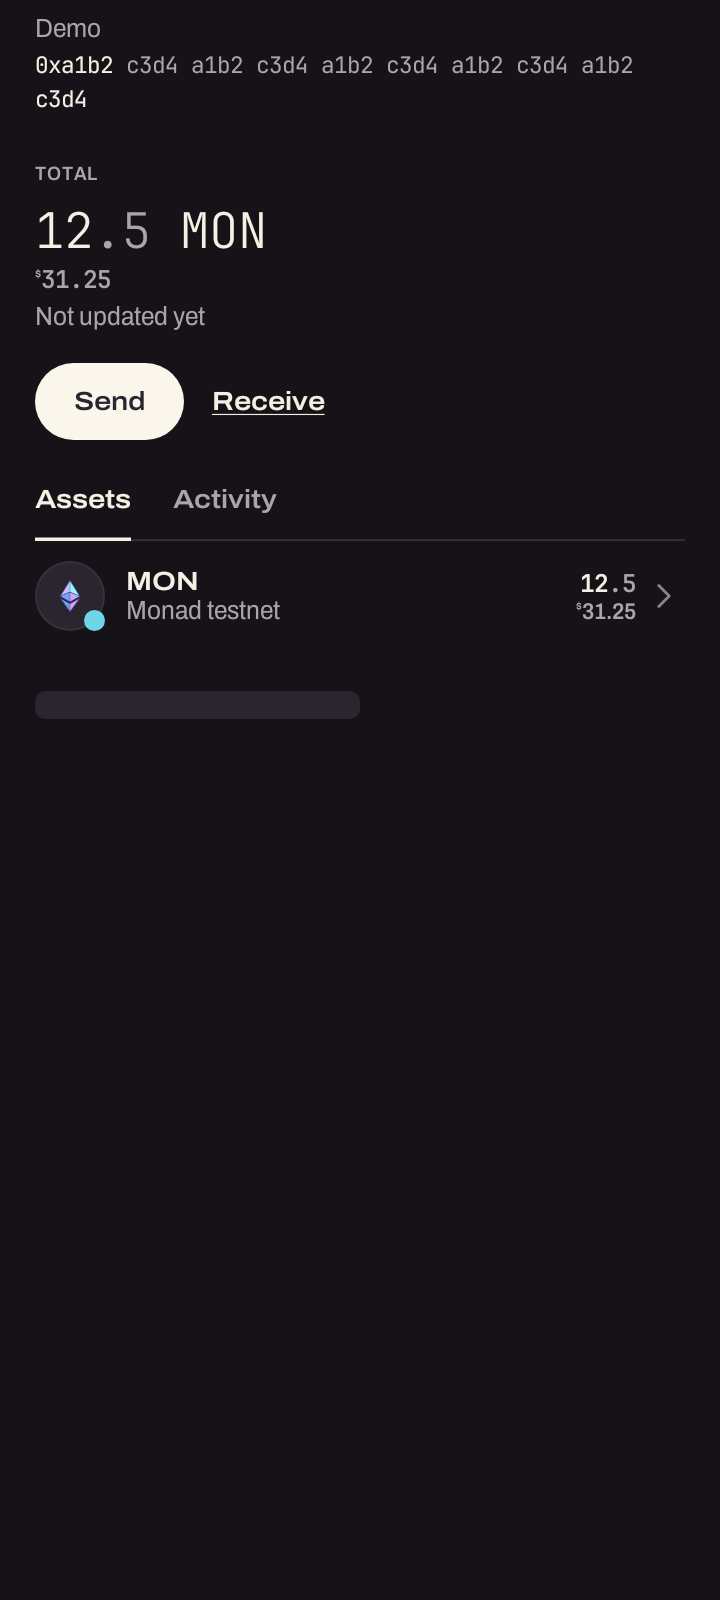 Demo
0xa1b2 c3d4 a1b2 c3d4 a1b2 c3d4 a1b2 c3d4 a1b2
c3d4
TOTAL
12.5 MON
$31.25
Not updated yet
Send Receive
Assets Activity
MON 12.5
Monad testnet $31.25